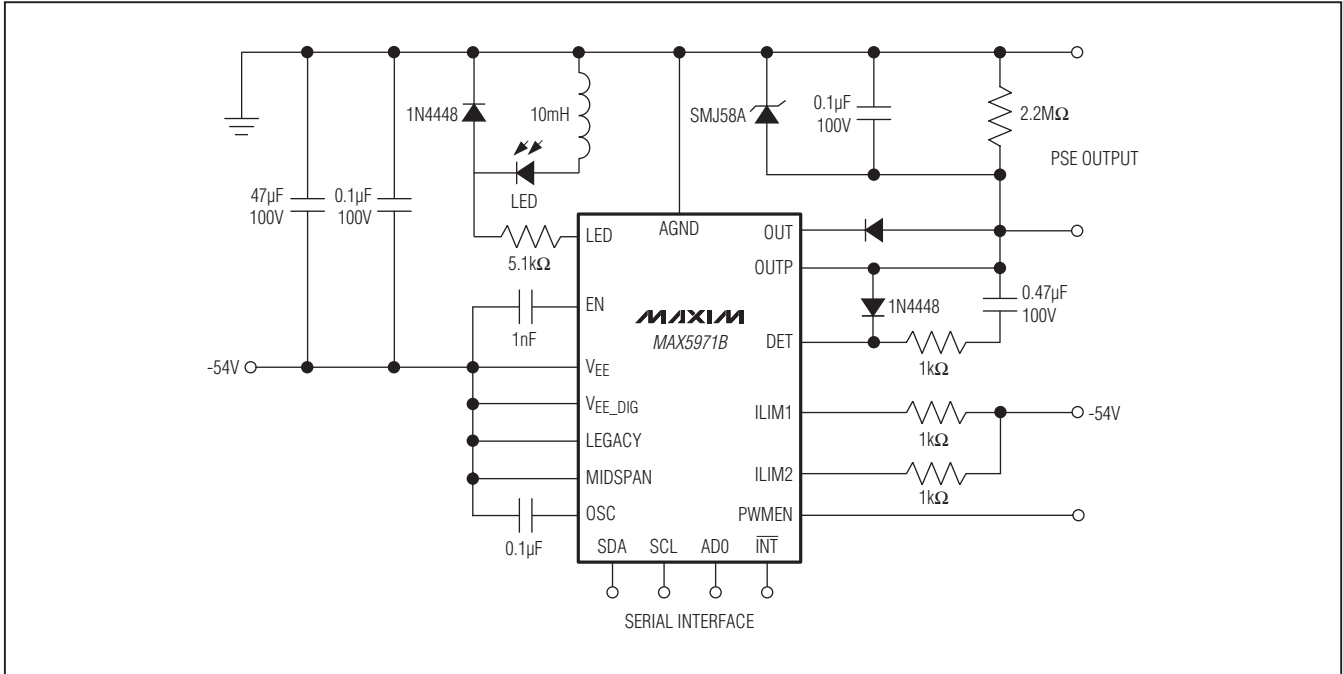 1N4448
10mH
SMJ58A
0.1µF
100V
2.2MΩ
PSE OUTPUT
47µF
100V
0.1µF
100V
LED
5.1kΩ
LED
AGND
OUT
OUTP
EN
1nF
MAXIM
MAX5971B
1N4448
0.47µF
100V
DET
1kΩ
-54V
VEE
VEE_DIG
LEGACY
MIDSPAN
OSC
0.1µF
ILIM1
1kΩ
-54V
ILIM2
1kΩ
PWMEN
SDA SCL AD0 INT
SERIAL INTERFACE